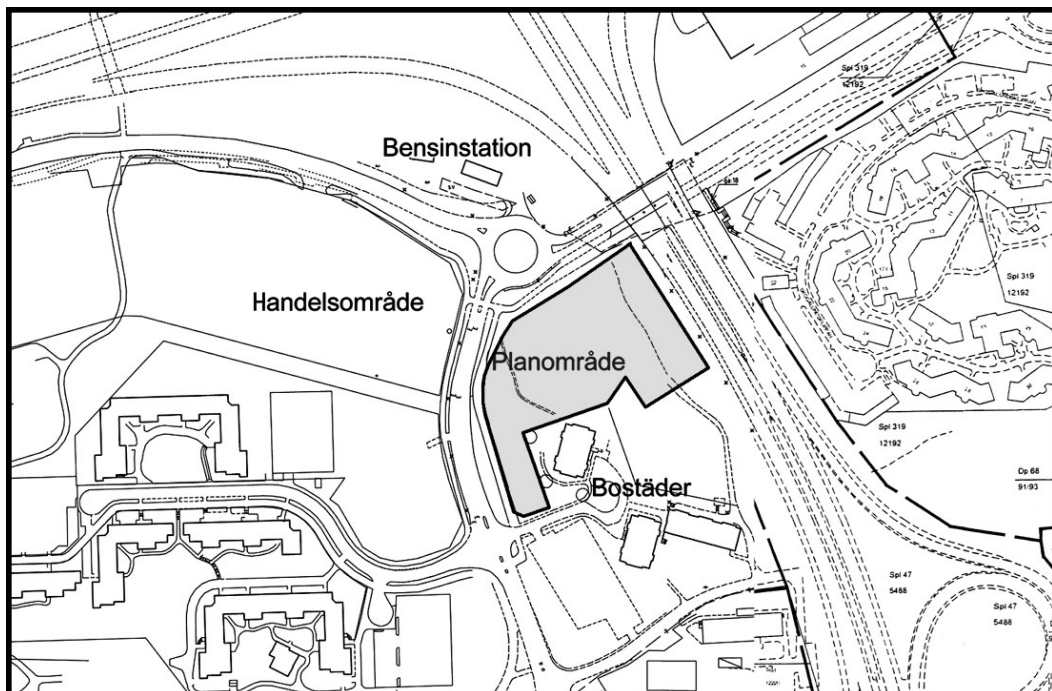 Spl 319
12192
Bensinstation
Spl 319
12192
Handelsområde
Planområde
Spl 319
12192
Dp 68
91/93
Bostäder
Spl 47
5488
Spl 47
5488